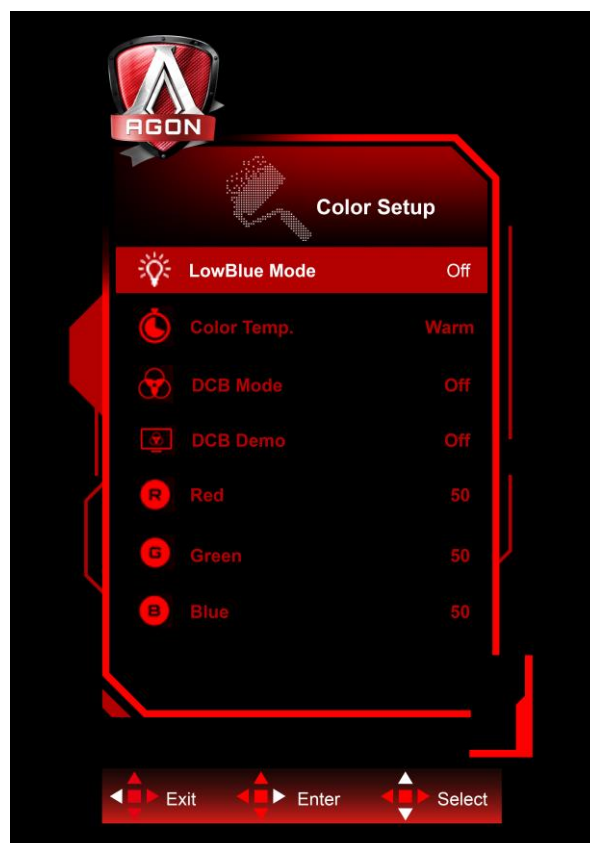 AGON
Color Setup
LowBlue Mode Off
Color Temp. Warm
DCB Mode Off
DCB Demo Off
R Red 50
G Green 50
B Blue 50
Exit Enter Select